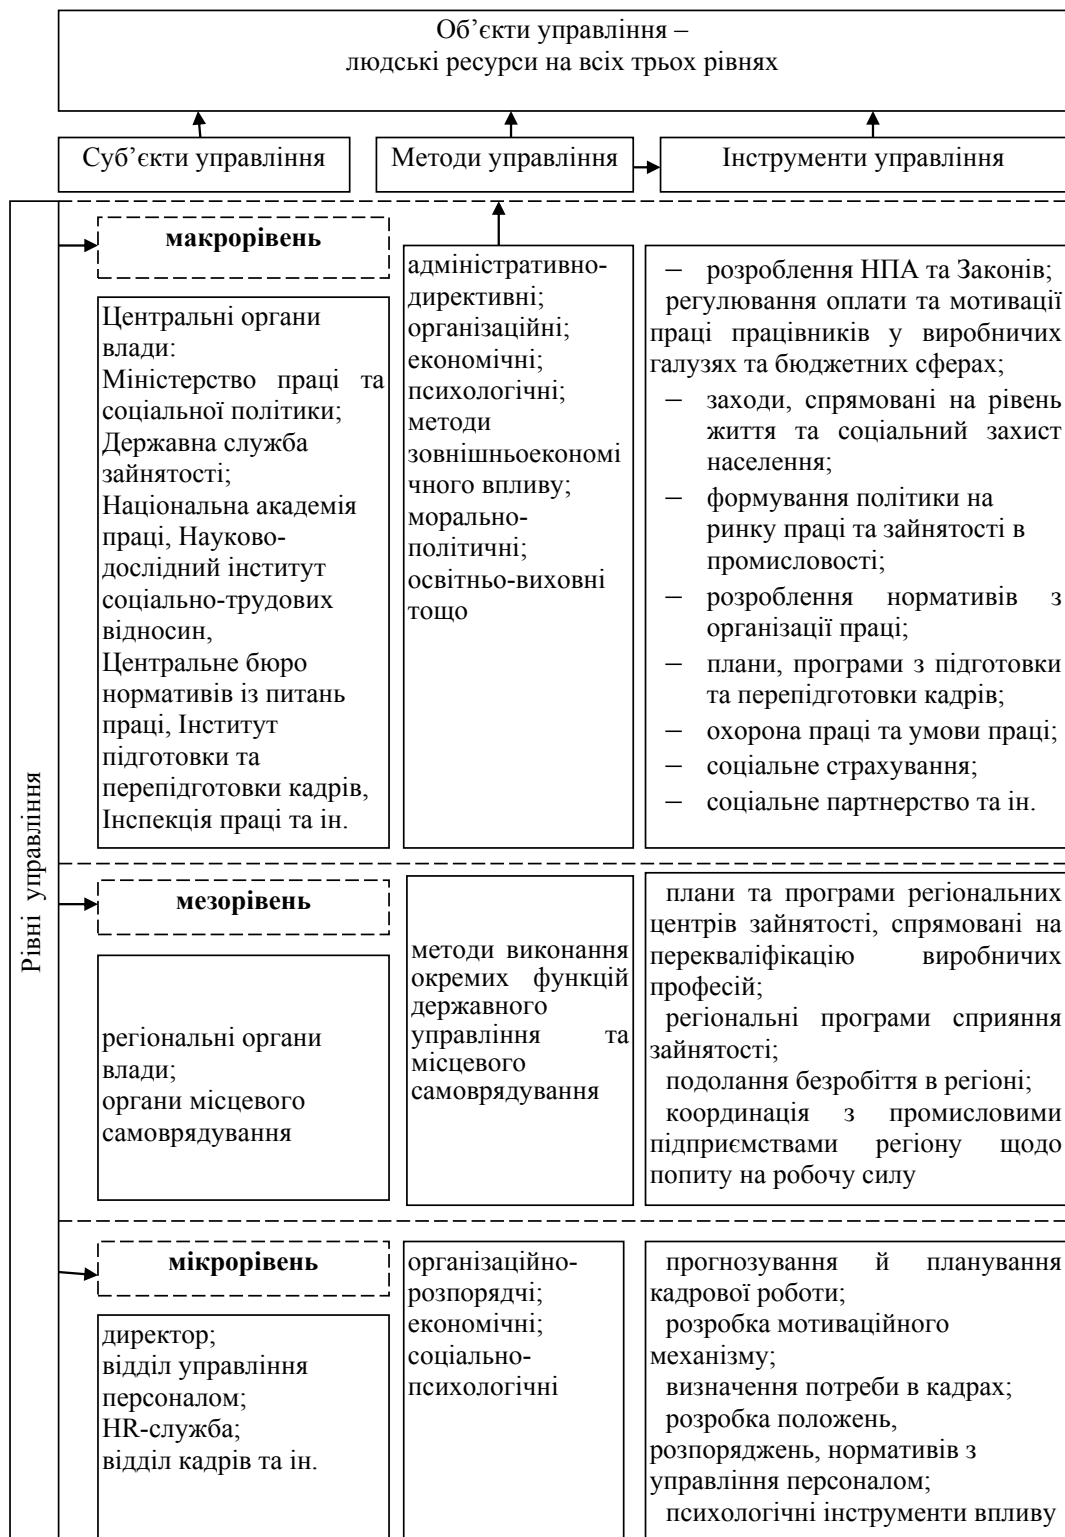 Об’єкти управління –
людські ресурси на всіх трьох рівнях
Суб’єкти управління
Методи управління
Інструменти управління
Рівні управління
макрорівень
Центральні органи
влади:
Міністерство праці та
соціальної політики;
Державна служба
зайнятості;
Національна академія
праці, Науково-
дослідний інститут
соціально-трудових
відносин,
Центральне бюро
нормативів із питань
праці, Інститут
підготовки та
перепідготовки кадрів,
Інспекція праці та ін.
адміністративно-
директивні;
організаційні;
економічні;
психологічні;
методи
зовнішньоекономі
чного впливу;
морально-
політичні;
освітньо-виховні
тощо
– розроблення НПА та Законів;
регулювання оплати та мотивації
праці працівників у виробничих
галузях та бюджетних сферах;
– заходи, спрямовані на рівень
життя та соціальний захист
населення;
– формування політики на
ринку праці та зайнятості в
промисловості;
– розроблення нормативів з
організації праці;
– плани, програми з підготовки
та перепідготовки кадрів;
– охорона праці та умови праці;
– соціальне страхування;
– соціальне партнерство та ін.
мезорівень
регіональні органи
влади;
органи місцевого
самоврядування
методи виконання
окремих функцій
державного
управління та
місцевого
самоврядування
плани та програми регіональних
центрів зайнятості, спрямовані на
перекваліфікацію виробничих
професій;
регіональні програми сприяння
зайнятості;
подолання безробіття в регіоні;
координація з промисловими
підприємствами регіону щодо
попиту на робочу силу
мікрорівень
директор;
відділ управління
персоналом;
HR-служба;
відділ кадрів та ін.
організаційно-
розпорядчі;
економічні;
соціально-
психологічні
прогнозування й планування
кадрової роботи;
розробка мотиваційного
механізму;
визначення потреби в кадрах;
розробка положень,
розпоряджень, нормативів з
управління персоналом;
психологічні інструменти впливу